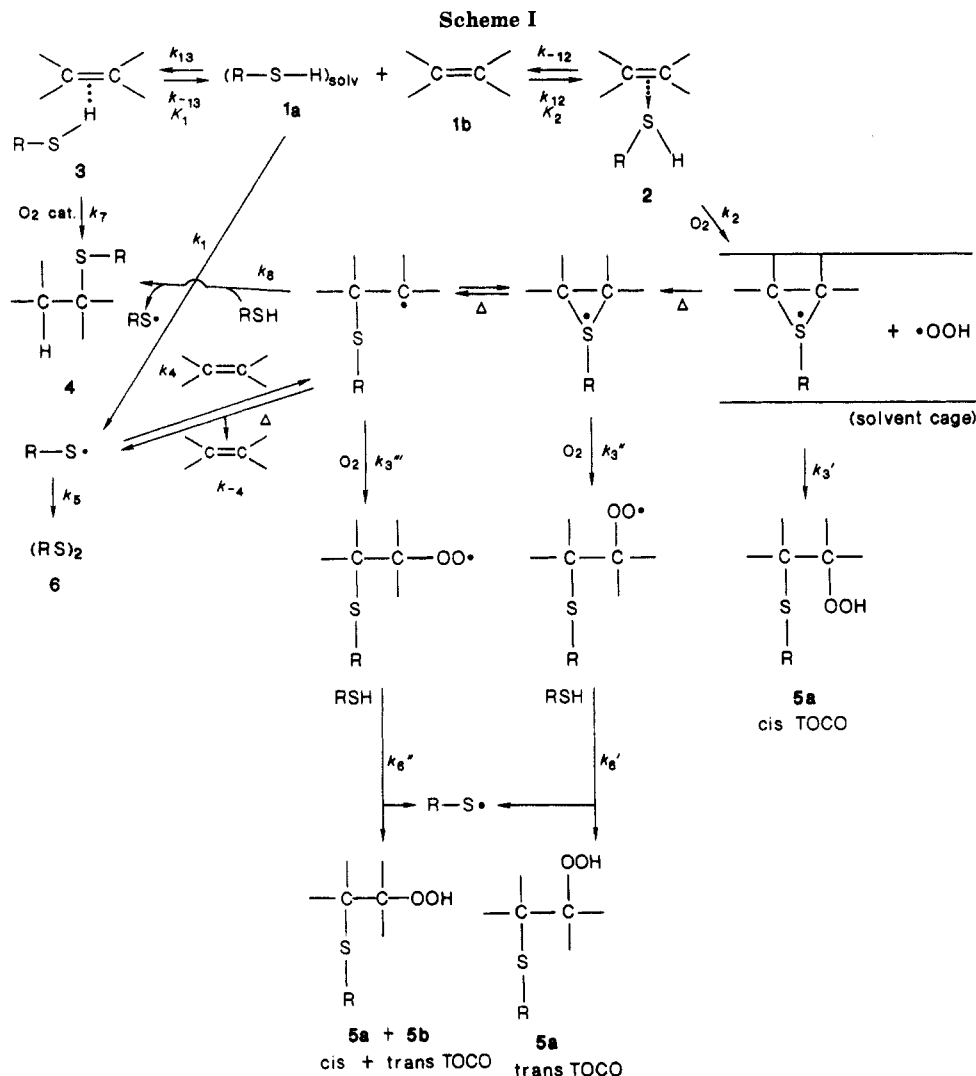 Scheme I
C=C
k₁₃
k₋₁₃
K₁
(R—S—H)solv
1a
+
C=C
1b
k₋₁₂
k₁₂
K₂
C=C
H
R—S
3
S
R H
2
O₂ cat.
k₇
k₁
O₂
k₂
S—R
C—C
H
4
k₈
RS•
RSH
C—C•
S
R
Δ
C—C
S•
R
Δ
C—C
S•
R
+ •OOH
(solvent cage)
k₄
C=C
Δ
C=C
k₋₄
R—S•
k₅
(RS)₂
6
O₂
k₃'''
O₂
k₃''
k₃'
C—C—OO•
S
R
OO•
C—C
S
R
C—C
S OOH
R
5a
cis TOCO
RSH
k₆''
RSH
k₆'
R—S•
C—C—OOH
S
R
OOH
C—C
S
R
5a + 5b
cis + trans TOCO
5a
trans TOCO